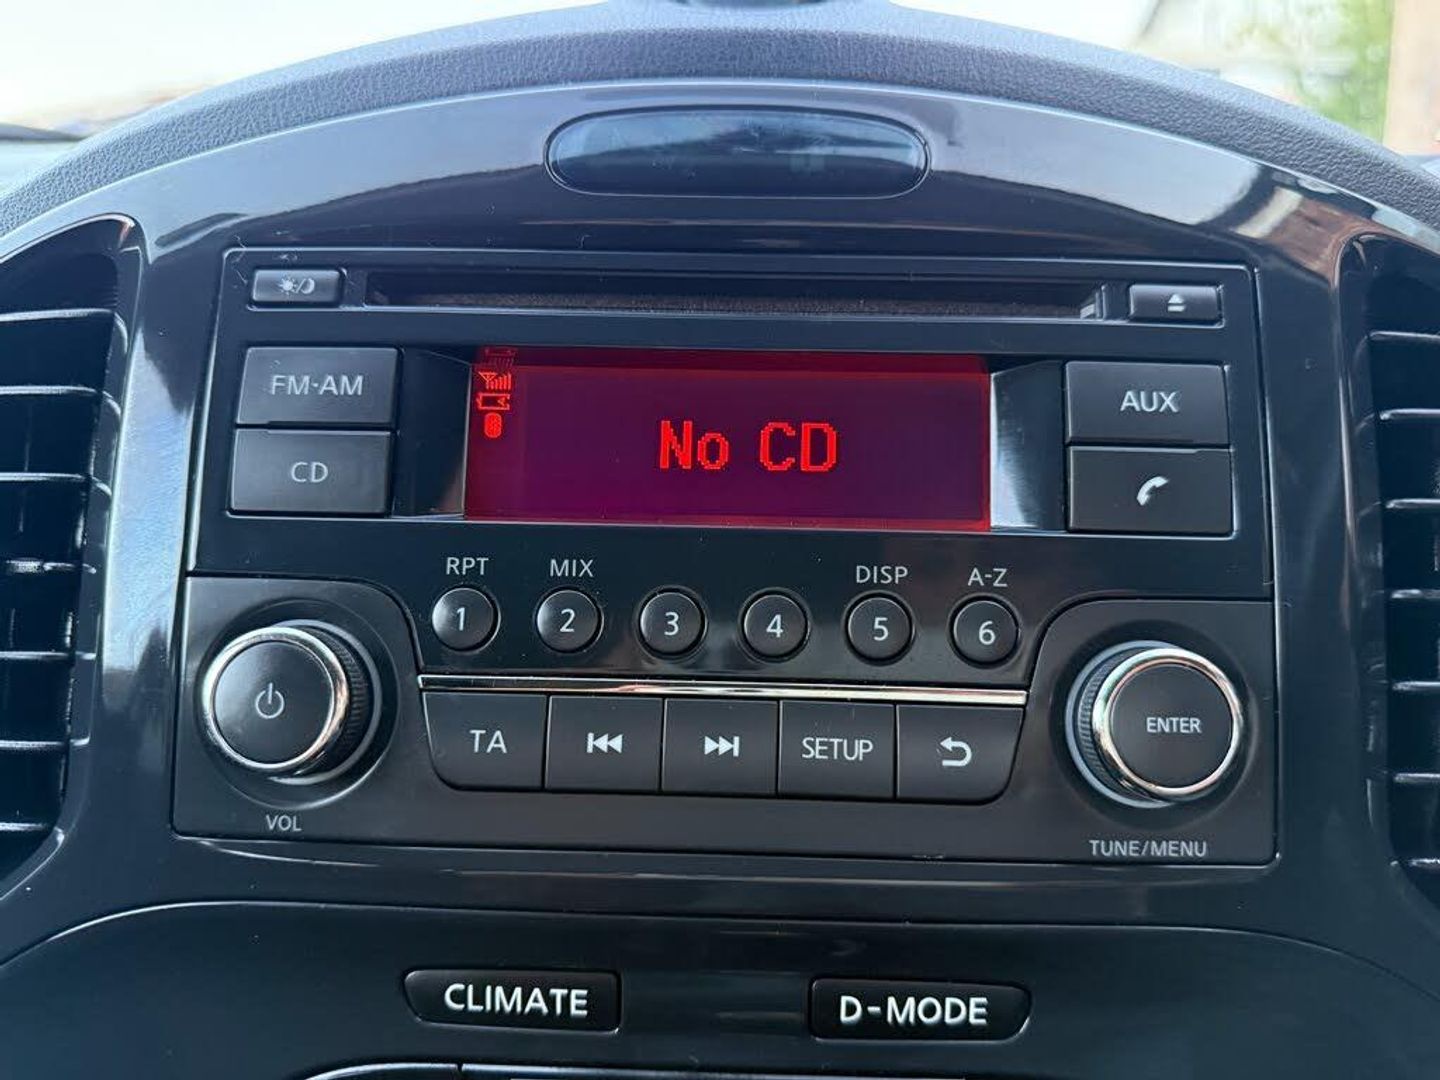 FM·AM
CD
No CD
AUX
RPT
MIX
DISP
A-Z
1
2
3
4
5
6
TA
SETUP
ENTER
VOL
TUNE/MENU
CLIMATE
D-MODE